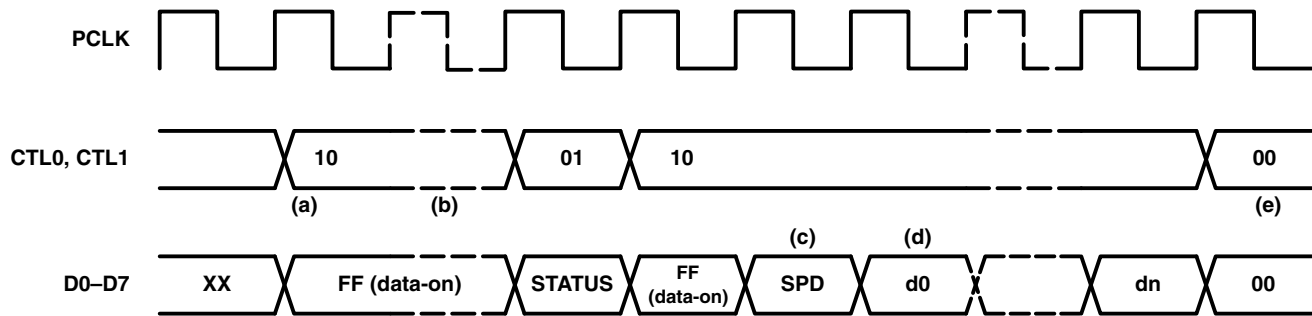 PCLK
CTL0, CTL1
10
01
10
00
(a)
(b)
(e)
(c)
(d)
D0–D7
XX
FF (data-on)
STATUS
FF
(data-on)
SPD
d0
dn
00